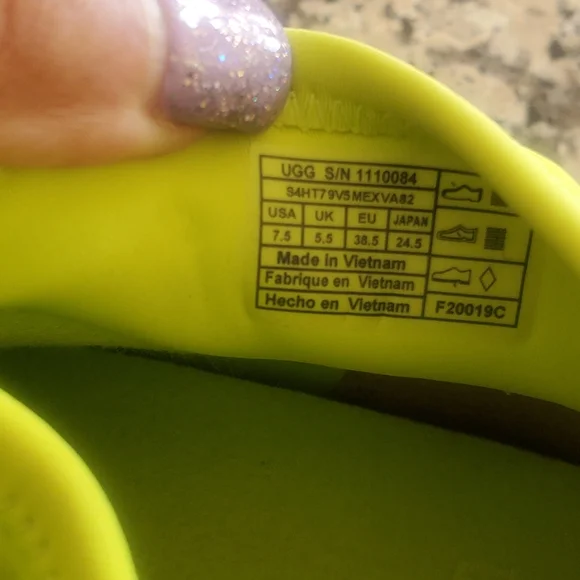 UGG S/N 1110084
S4HT79V5MEXVA82
USA UK EU JAPAN
7.5 5.5 38.5 24.5
Made in Vietnam
Fabrique en Vietnam
Hecho en Vietnam F20019C